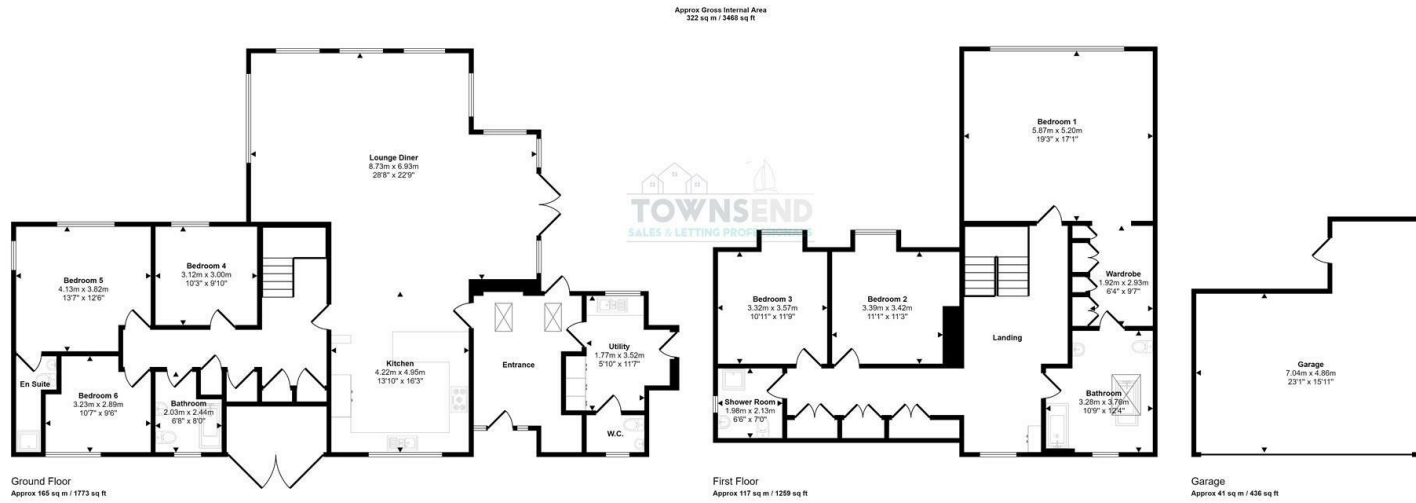 Approx Gross Internal Area
322 sq m / 3468 sq ft
Lounge Diner
8.73m x 6.93m
28'8" x 22'9"
Bedroom 5
4.13m x 3.82m
13'7" x 12'6"
Bedroom 4
3.12m x 3.00m
10'3" x 9'10"
En Suite
Bedroom 6
3.23m x 2.89m
10'7" x 9'6"
Bathroom
2.03m x 2.44m
6'8" x 8'0"
Kitchen
4.22m x 4.95m
13'10" x 16'3"
Entrance
Utility
1.77m x 3.52m
5'10" x 11'7"
W.C.
Ground Floor
Approx 165 sq m / 1773 sq ft
TOWNSEND
SALES & LETTING PROFESSIONALS
Bedroom 1
5.87m x 5.20m
19'3" x 17'1"
Wardrobe
1.92m x 2.93m
6'4" x 9'7"
Bedroom 3
3.32m x 3.57m
10'11" x 11'9"
Bedroom 2
3.39m x 3.42m
11'1" x 11'3"
Landing
Shower Room
1.98m x 2.13m
6'6" x 7'0"
Bathroom
3.28m x 3.76m
10'9" x 12'4"
First Floor
Approx 117 sq m / 1259 sq ft
Garage
7.04m x 4.86m
23'1" x 15'11"
Garage
Approx 41 sq m / 436 sq ft